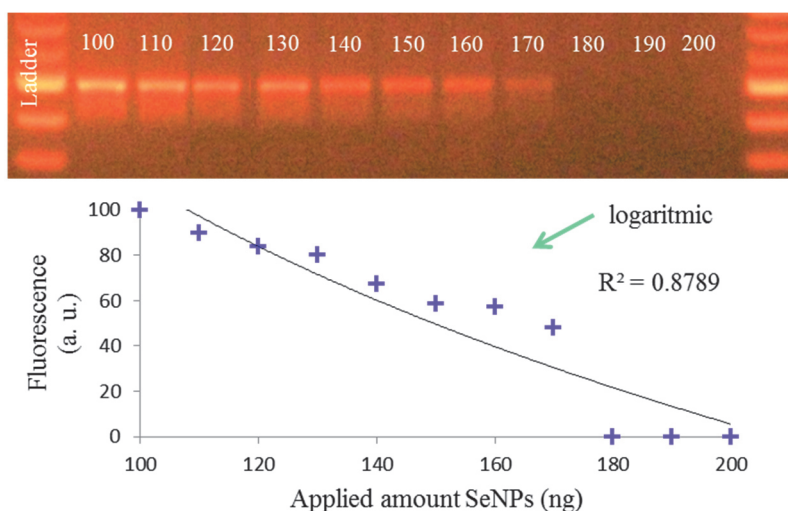 Ladder
100 110 120 130 140 150 160 170 180 190 200
100
80
60
40
20
0
Fluorescence
(a. u.)
logaritmic
R² = 0.8789
100 120 140 160 180 200
Applied amount SeNPs (ng)